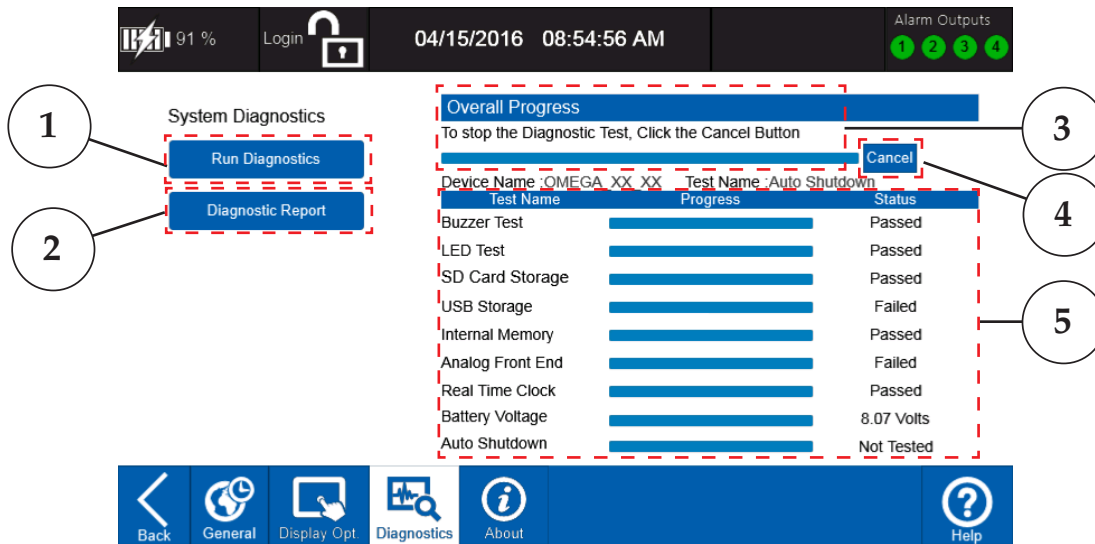 91 %
Login
04/15/2016 08:54:56 AM
Alarm Outputs
1 2 3 4
1
System Diagnostics
Run Diagnostics
2
Diagnostic Report
Overall Progress
3
To stop the Diagnostic Test, Click the Cancel Button
Cancel
4
Device Name :OMEGA_XX_XX Test Name :Auto Shutdown
Test Name Progress Status
Buzzer Test Passed
LED Test Passed
SD Card Storage Passed
USB Storage Failed
5
Internal Memory Passed
Analog Front End Failed
Real Time Clock Passed
Battery Voltage 8.07 Volts
Auto Shutdown Not Tested
Back
General
Display Opt.
Diagnostics
About
Help